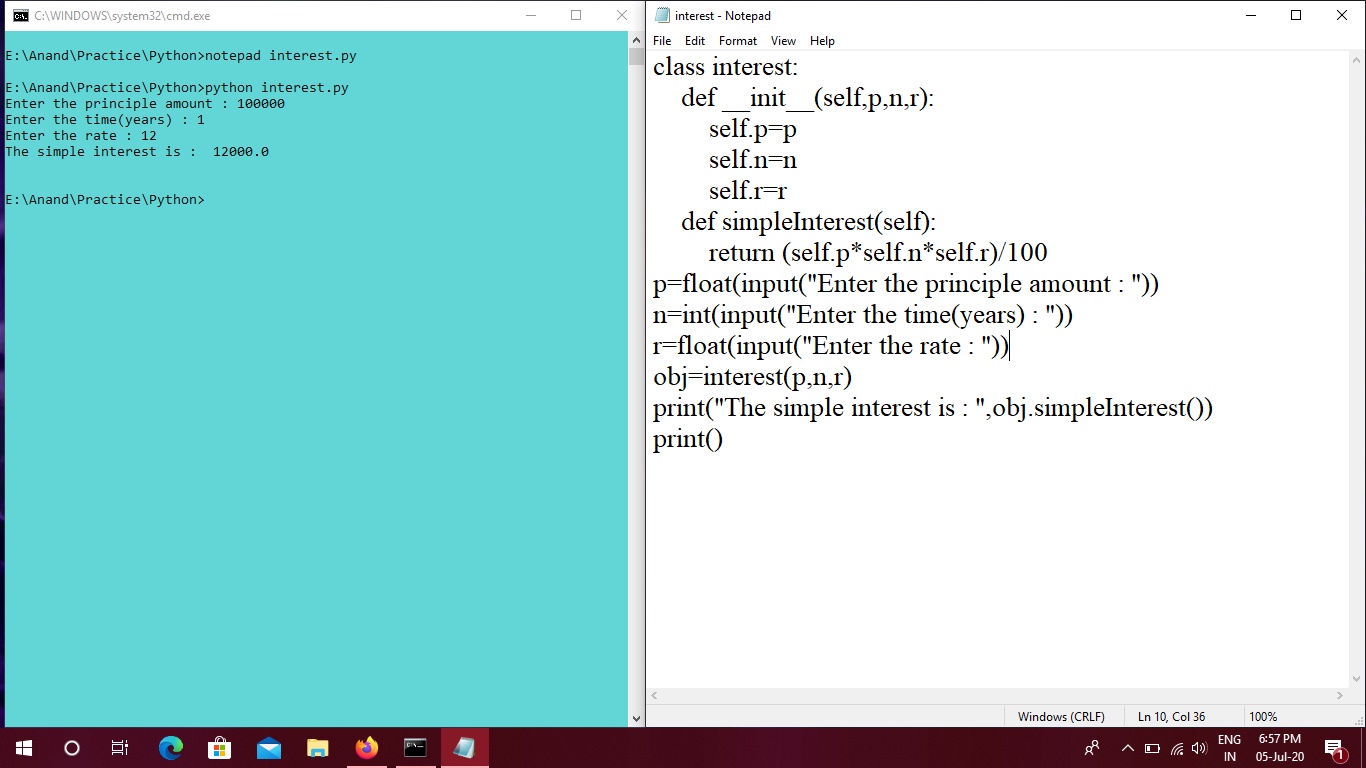 C:\WINDOWS\system32\cmd.exe
E:\Anand\Practice\Python>notepad interest.py
E:\Anand\Practice\Python>python interest.py
Enter the principle amount : 100000
Enter the time(years) : 1
Enter the rate : 12
The simple interest is :  12000.0
E:\Anand\Practice\Python>
interest - Notepad
File Edit Format View Help
class interest:
    def __init__(self,p,n,r):
        self.p=p
        self.n=n
        self.r=r
    def simpleInterest(self):
        return (self.p*self.n*self.r)/100
p=float(input("Enter the principle amount : "))
n=int(input("Enter the time(years) : "))
r=float(input("Enter the rate : "))
obj=interest(p,n,r)
print("The simple interest is : ",obj.simpleInterest())
print()
Windows (CRLF) Ln 10, Col 36 100%
ENG 6:57 PM
IN 05-Jul-20 1